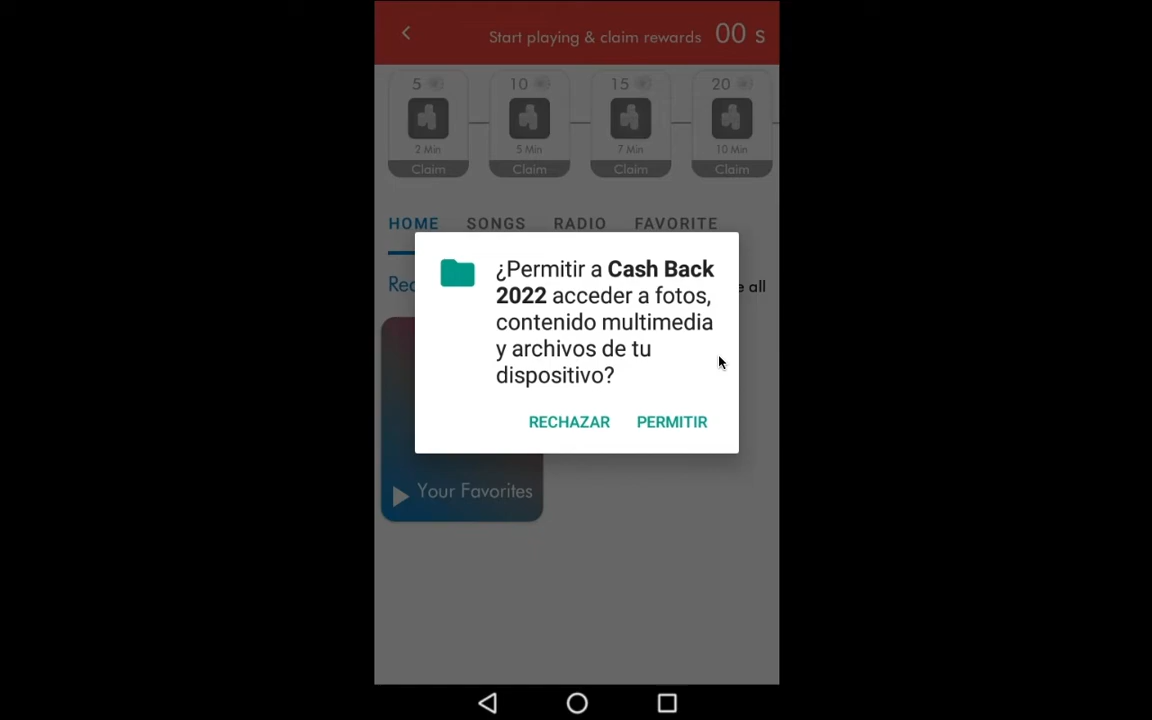 Start playing & claim rewards 00 s
5 10 15 20
2 Min 5 Min 7 Min 10 Min
Claim Claim Claim Claim
HOME SONGS RADIO FAVORITE
all
¿Permitir a Cash Back
2022 acceder a fotos,
contenido multimedia
y archivos de tu
dispositivo?
RECHAZAR PERMITIR
Your Favorites